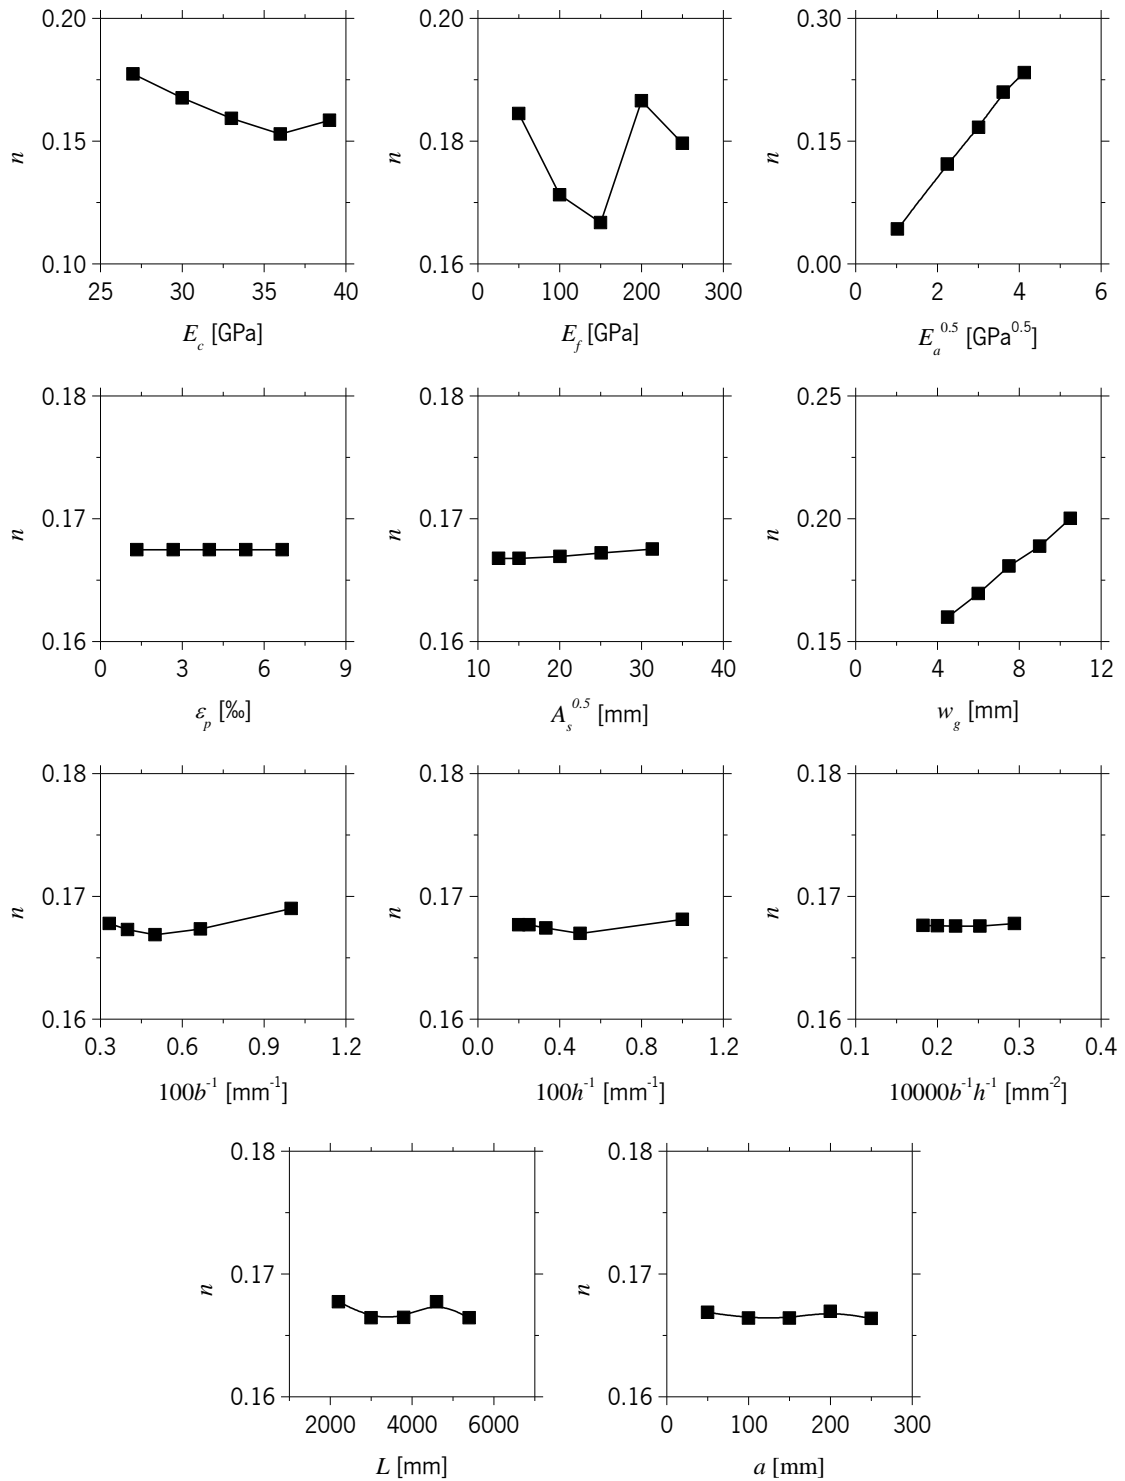 0.20
0.15
0.10
n
25 30 35 40
E_c [GPa]
0.20
0.18
0.16
n
0 100 200 300
E_f [GPa]
0.30
0.15
0.00
n
0 2 4 6
E_a^0.5 [GPa^0.5]
0.18
0.17
0.16
n
0 3 6 9
ε_p [‰]
0.18
0.17
0.16
n
10 20 30 40
A_s^0.5 [mm]
0.25
0.20
0.15
n
0 4 8 12
w_g [mm]
0.18
0.17
0.16
n
0.3 0.6 0.9 1.2
100b^-1 [mm^-1]
0.18
0.17
0.16
n
0.0 0.4 0.8 1.2
100h^-1 [mm^-1]
0.18
0.17
0.16
n
0.1 0.2 0.3 0.4
10000b^-1h^-1 [mm^-2]
0.18
0.17
0.16
n
2000 4000 6000
L [mm]
0.18
0.17
0.16
n
0 100 200 300
a [mm]